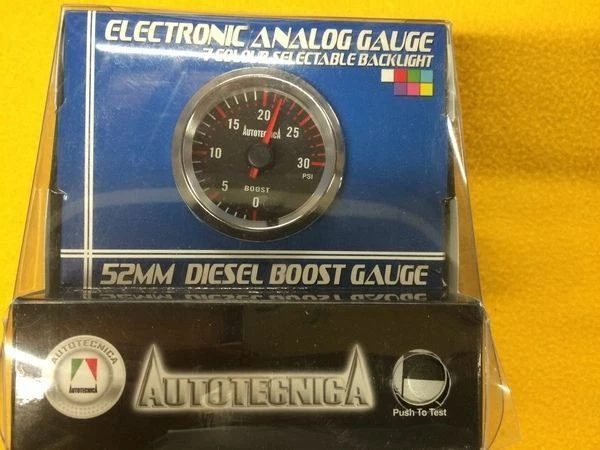 ELECTRONIC ANALOG GAUGE
7 COLOUR SELECTABLE BACKLIGHT
20
15
25
AUTOTECNICA
10
30
PSI
5
BOOST
0
52MM DIESEL BOOST GAUGE
AUTOTECNICA
AUTOTECNICA
AUTOTECNICA
Push To Test